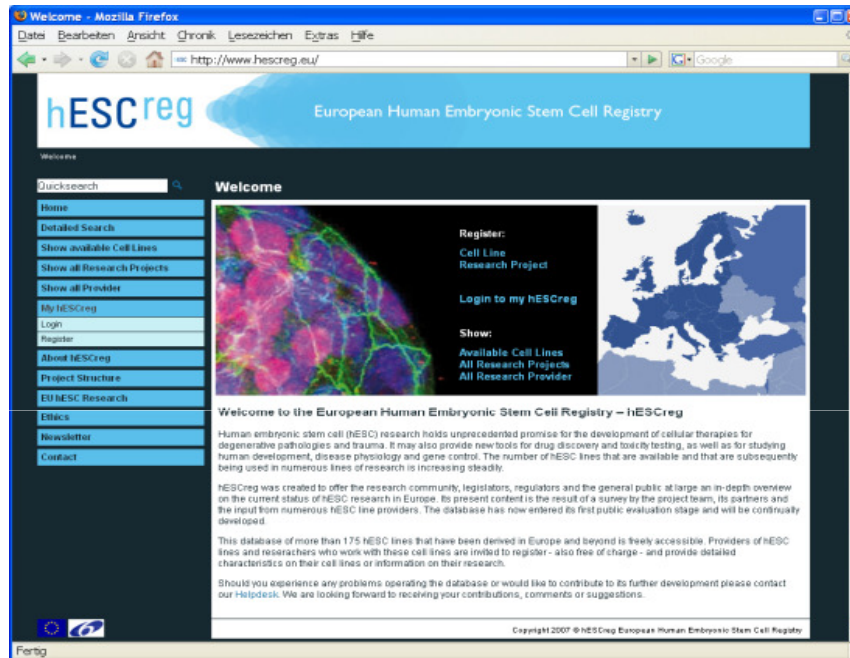 Welcome - Mozilla Firefox
Datei Bearbeiten Ansicht Chronik Lesezeichen Extras Hilfe
http://www.hescreg.eu/
Google
hESCreg
European Human Embryonic Stem Cell Registry
Welcome
Quicksearch
Welcome
Home
Detailed Search
Show available Cell Lines
Show all Research Projects
Show all Provider
My hESCreg
Login
Register
About hESCreg
Project Structure
EU hESC Research
Ethics
Newsletter
Contact
Register:
Cell Line
Research Project
Login to my hESCreg
Show:
Available Cell Lines
All Research Projects
All Research Provider
Welcome to the European Human Embryonic Stem Cell Registry – hESCreg
Human embryonic stem cell (hESC) research holds unprecedented promise for the development of cellular therapies for
degenerative pathologies and trauma. It may also provide new tools for drug discovery and toxicity testing, as well as for studying
human development, disease physiology and gene control. The number of hESC lines that are available and that are subsequently
being used in numerous lines of research is increasing steadily.
hESCreg was created to offer the research community, legislators, regulators and the general public at large an in-depth overview
on the current status of hESC research in Europe. Its present content is the result of a survey by the project team, its partners and
the input from numerous hESC line providers. The database has now entered its first public evaluation stage and will be continually
developed.
This database of more than 175 hESC lines that have been derived in Europe and beyond is freely accessible. Providers of hESC
lines and reserachers who work with these cell lines are invited to register - also free of charge - and provide detailed
characteristics on their cell lines or information on their research.
Should you experience any problems operating the database or would like to contribute to its further development please contact
our Helpdesk. We are looking forward to receiving your contributions, comments or suggestions.
Copyright 2007 © hESCreg European Human Embryonic Stem Cell Registry
Fertig